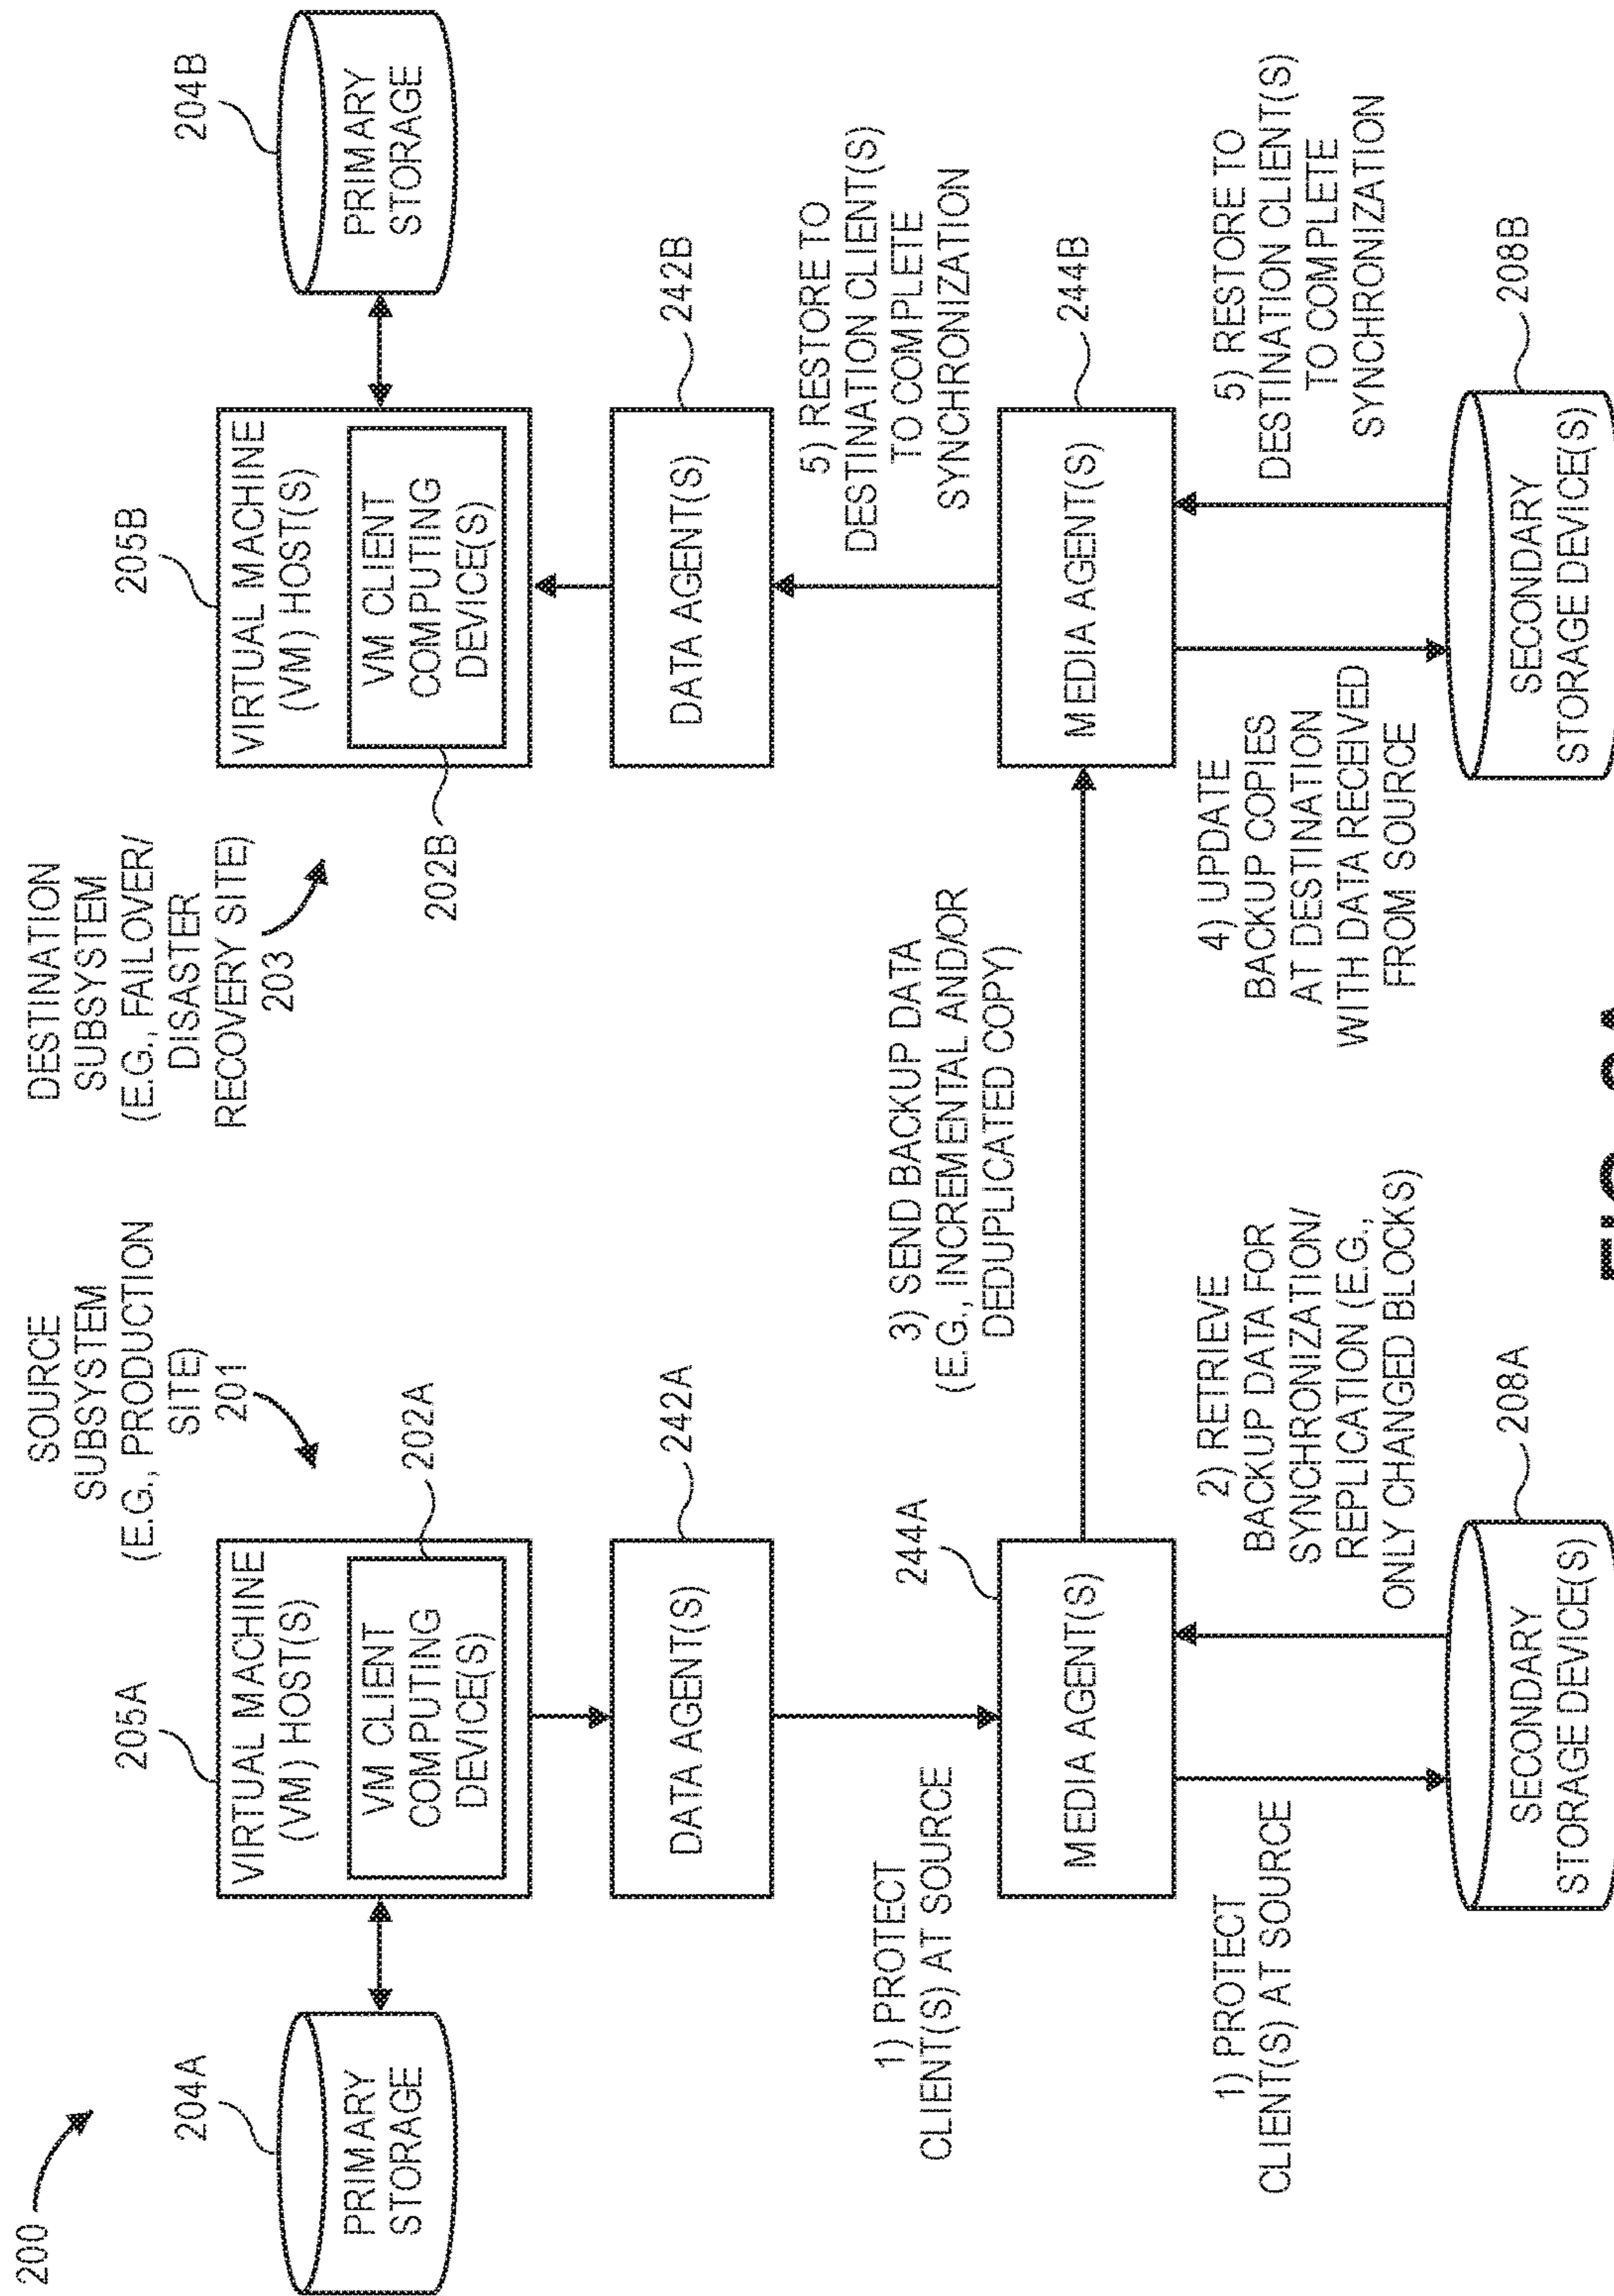 200
SOURCE
SUBSYSTEM
(E.G., PRODUCTION
SITE)
201
DESTINATION
SUBSYSTEM
(E.G., FAILOVER/
DISASTER
RECOVERY SITE)
203
204A
PRIMARY
STORAGE
205A
VIRTUAL MACHINE
(VM) HOST(S)
VM CLIENT
COMPUTING
DEVICE(S)
202A
205B
VIRTUAL MACHINE
(VM) HOST(S)
VM CLIENT
COMPUTING
DEVICE(S)
202B
204B
PRIMARY
STORAGE
DATA AGENT(S)
242A
DATA AGENT(S)
242B
1) PROTECT
CLIENT(S) AT SOURCE
244A
3) SEND BACKUP DATA
(E.G., INCREMENTAL AND/OR
DEDUPLICATED COPY)
5) RESTORE TO
DESTINATION CLIENT(S)
TO COMPLETE
SYNCHRONIZATION
MEDIA AGENT(S)
MEDIA AGENT(S)
244B
1) PROTECT
CLIENT(S) AT SOURCE
2) RETRIEVE
BACKUP DATA FOR
SYNCHRONIZATION/
REPLICATION (E.G.,
ONLY CHANGED BLOCKS)
4) UPDATE
BACKUP COPIES
AT DESTINATION
WITH DATA RECEIVED
FROM SOURCE
5) RESTORE TO
DESTINATION CLIENT(S)
TO COMPLETE
SYNCHRONIZATION
SECONDARY
STORAGE DEVICE(S)
208A
SECONDARY
STORAGE DEVICE(S)
208B